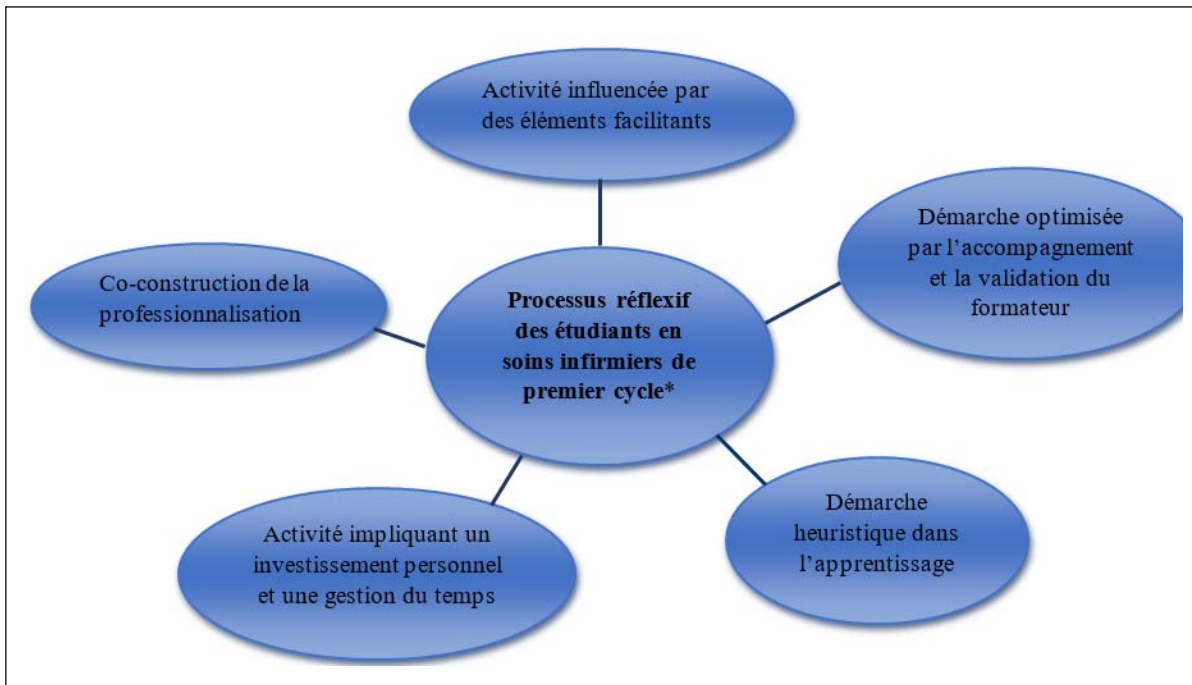 Activité influencée par
des éléments facilitants
Démarche optimisée
par l'accompagnement
et la validation du
formateur
Co-construction de la
professionnalisation
Processus réflexif
des étudiants en
soins infirmiers de
premier cycle*
Activité impliquant un
investissement personnel
et une gestion du temps
Démarche
heuristique dans
l'apprentissage